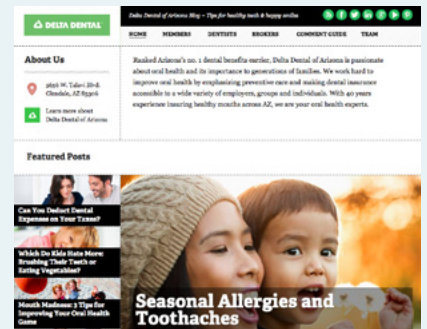 DELTA DENTAL
Delta Dental of Arizona Blog – Tips for healthy teeth & happy smiles
HOME MEMBERS DENTISTS BROKERS COMMENT GUIDE TEAM
About Us
5656 W. Talavi Blvd.
Glendale, AZ 85306
Learn more about
Delta Dental of Arizona
Ranked Arizona's no. 1 dental benefits carrier, Delta Dental of Arizona is passionate
about oral health and its importance to generations of families. We work hard to
improve oral health by emphasizing preventive care and making dental insurance
accessible to a wide variety of employers, groups and individuals. With 40 years
experience insuring healthy mouths across AZ, we are your oral health experts.
Featured Posts
Can You Deduct Dental
Expenses on Your Taxes?
Which Do Kids Hate More:
Brushing Their Teeth or
Eating Vegetables?
Mouth Madness: 3 Tips for
Improving Your Oral Health
Game
Seasonal Allergies and
Toothaches